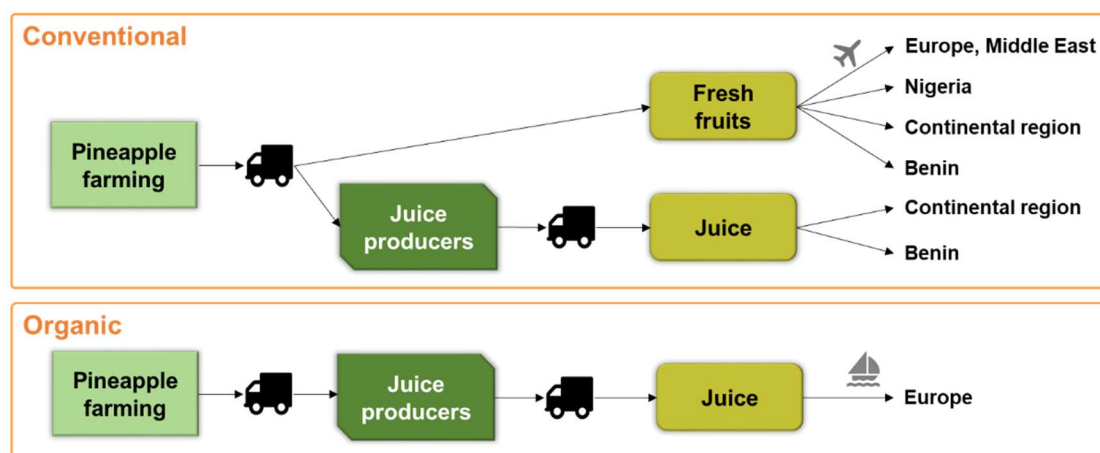 Conventional
Pineapple
farming
Fresh
fruits
Europe, Middle East
Nigeria
Continental region
Benin
Juice
producers
Juice
Continental region
Benin
Organic
Pineapple
farming
Juice
producers
Juice
Europe